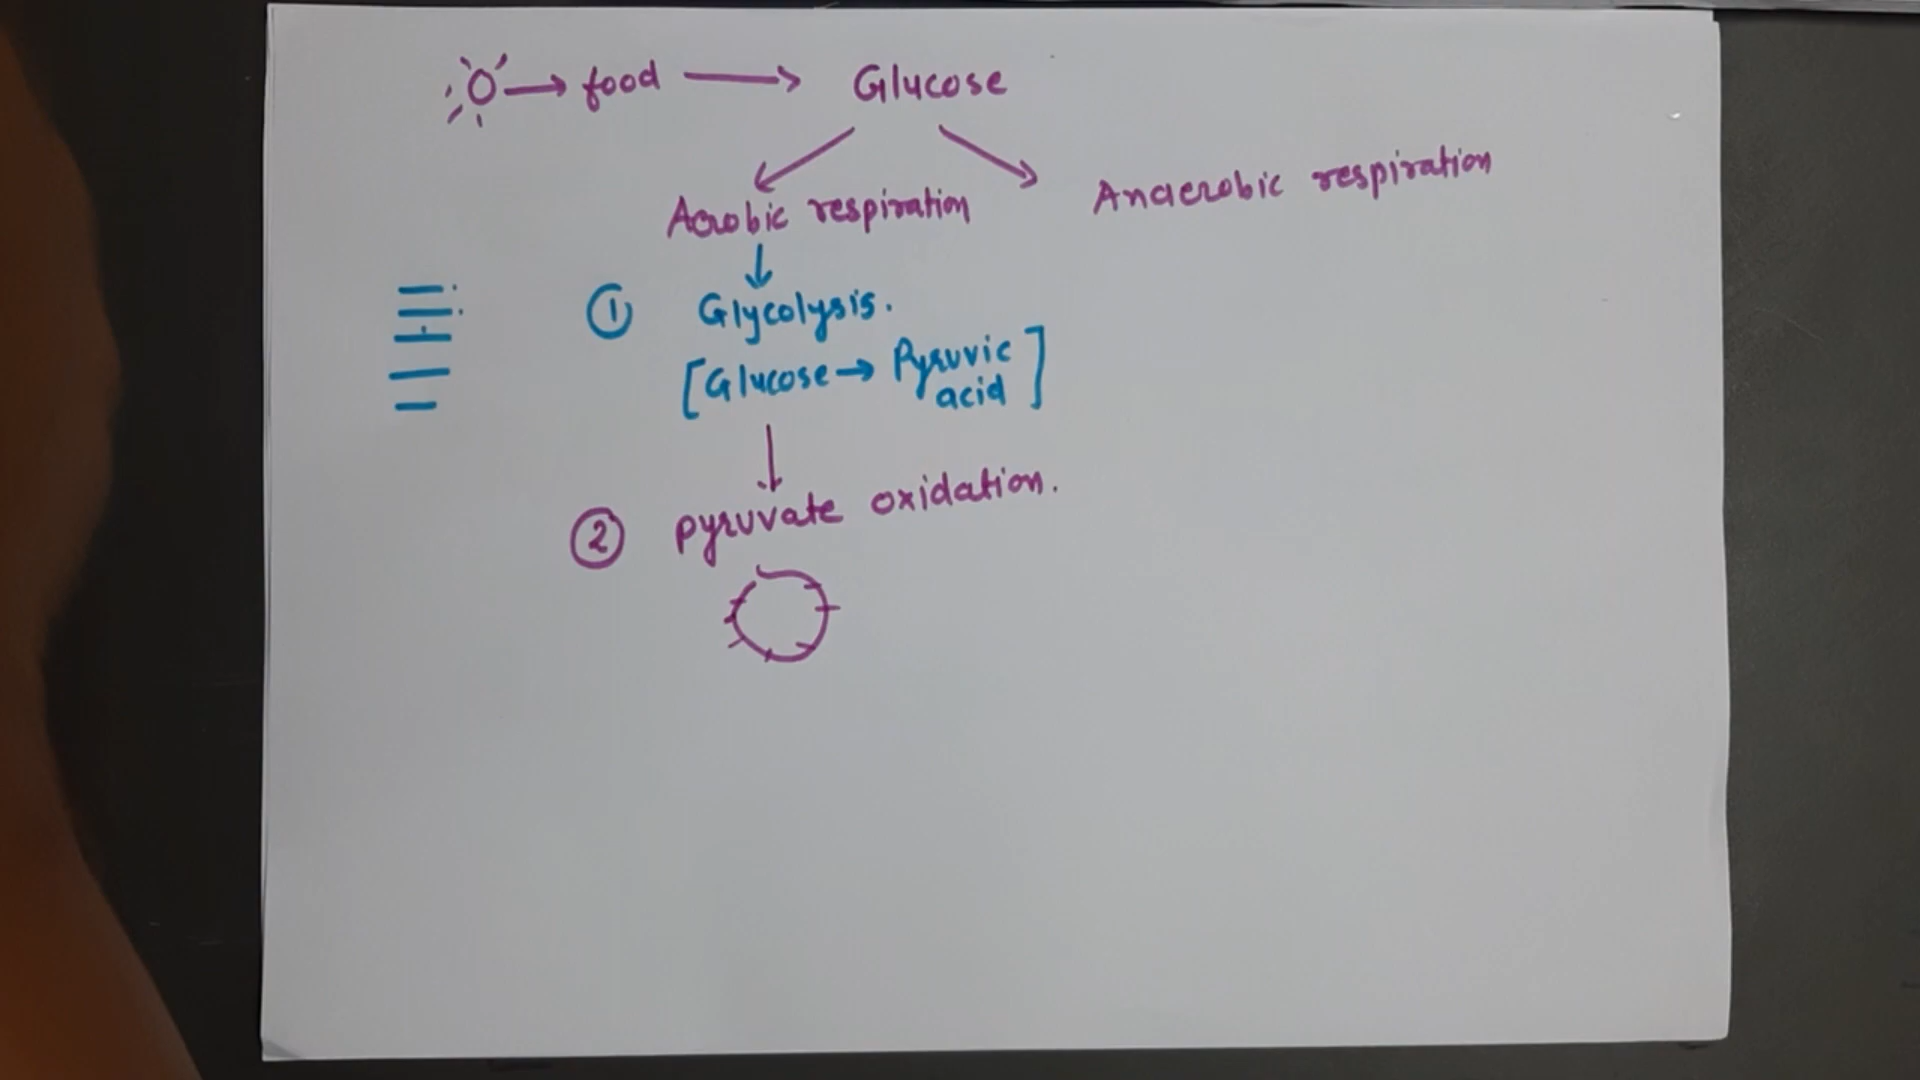 → food → Glucose
Aerobic respiration
Anaerobic respiration
① Glycolysis.
[Glucose → Pyruvic acid]
② pyruvate oxidation.